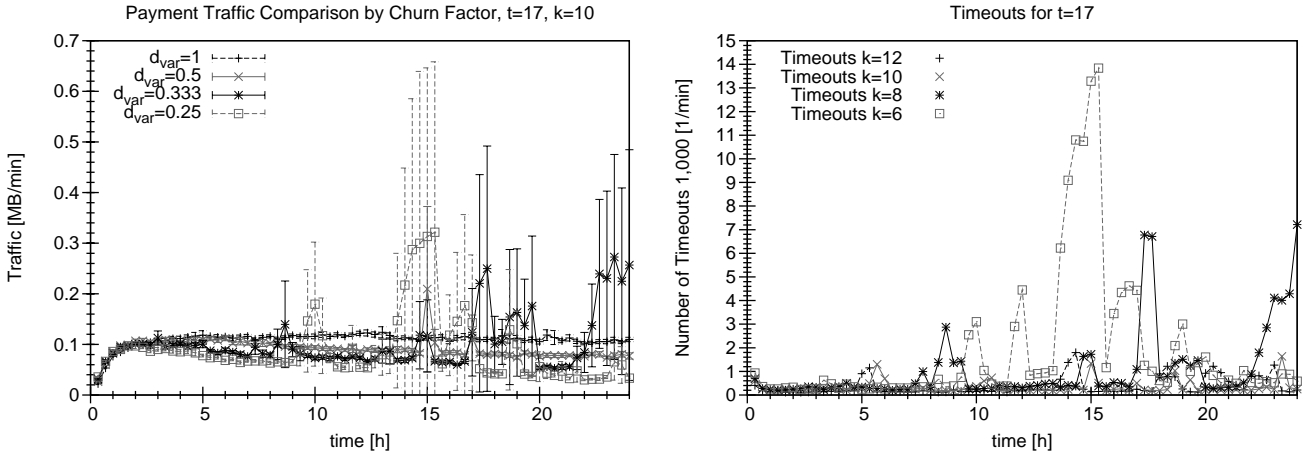 Payment Traffic Comparison by Churn Factor, t=17, k=10
Traffic [MB/min]
0.7
0.6
0.5
0.4
0.3
0.2
0.1
0
d_var=1
d_var=0.5
d_var=0.333
d_var=0.25
0 5 10 15 20
time [h]
Timeouts for t=17
Number of Timeouts 1,000 [1/min]
15
14
13
12
11
10
9
8
7
6
5
4
3
2
1
0
Timeouts k=12
Timeouts k=10
Timeouts k=8
Timeouts k=6
0 5 10 15 20
time [h]